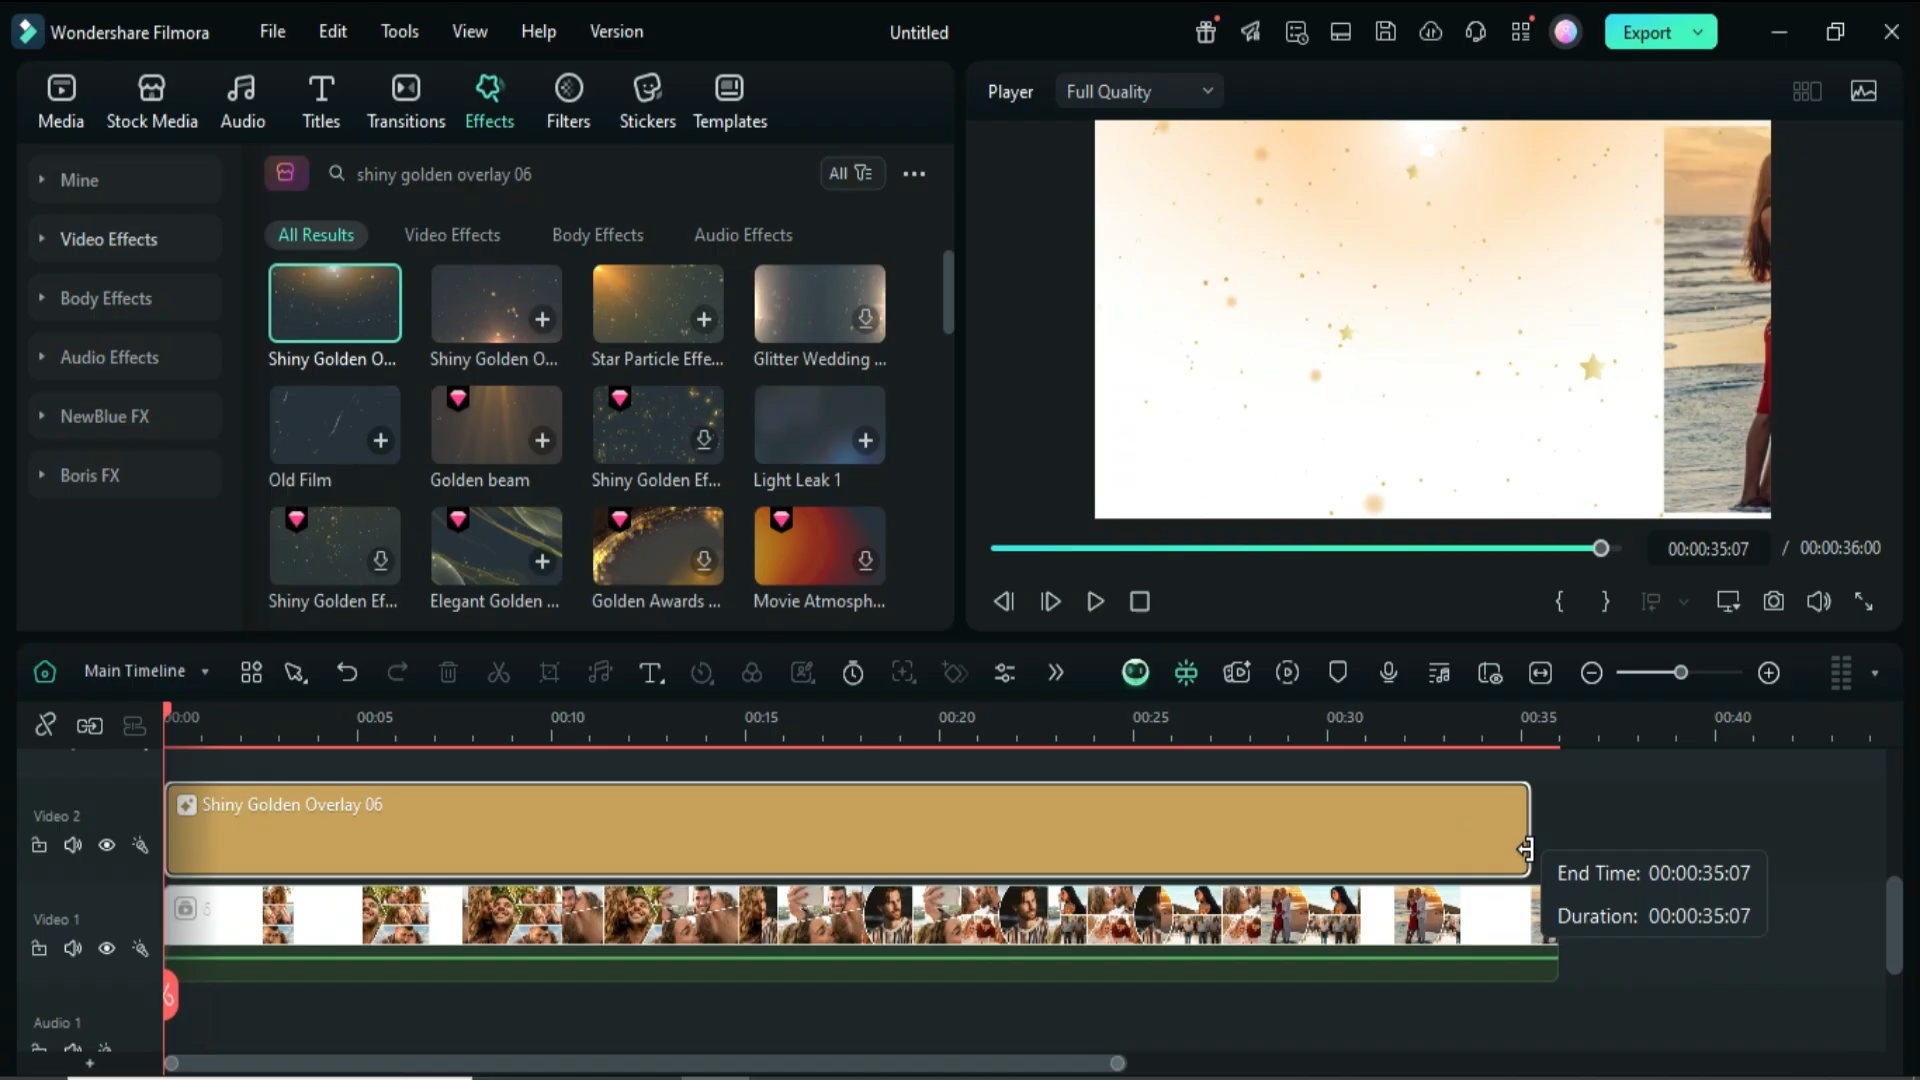 Wondershare Filmora
File
Edit
Tools
View
Help
Version
Untitled
Export
Media
Stock Media
Audio
Titles
Transitions
Effects
Filters
Stickers
Templates
Player
Full Quality
Mine
Video Effects
Body Effects
Audio Effects
NewBlue FX
Boris FX
shiny golden overlay 06
All
All Results
Video Effects
Body Effects
Audio Effects
Shiny Golden O...
Shiny Golden O...
Star Particle Effe...
Glitter Wedding ...
Old Film
Golden beam
Shiny Golden Ef...
Light Leak 1
Shiny Golden Ef...
Elegant Golden ...
Golden Awards ...
Movie Atmosph...
00:00:35:07
/ 00:00:36:00
Main Timeline
00:05
00:10
00:15
00:20
00:25
00:30
00:35
00:40
Video 2
Shiny Golden Overlay 06
End Time: 00:00:35:07
Duration: 00:00:35:07
Video 1
Audio 1